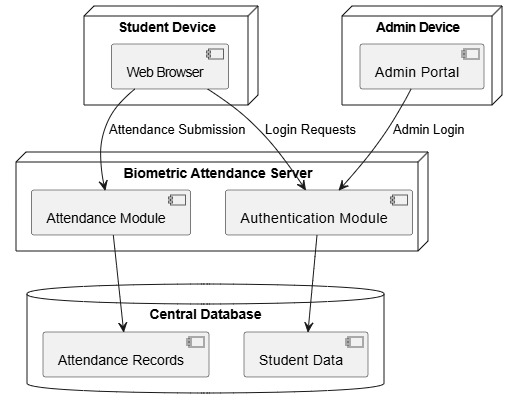 Student Device
Admin Device
Web Browser
Admin Portal
Attendance Submission
Login Requests
Admin Login
Biometric Attendance Server
Attendance Module
Authentication Module
Central Database
Attendance Records
Student Data